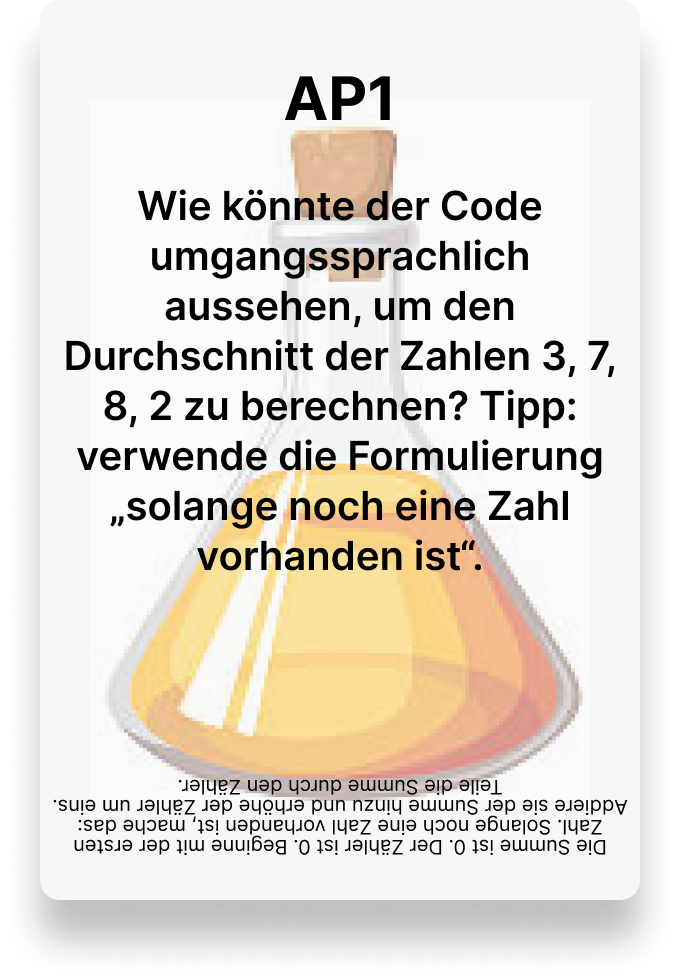 AP1
Wie könnte der Code
umgangssprachlich
aussehen, um den
Durchschnitt der Zahlen 3, 7,
8, 2 zu berechnen? Tipp:
verwende die Formulierung
„solange noch eine Zahl
vorhanden ist“.
Die Summe ist 0. Der Zähler ist 0. Beginne mit der ersten
Zahl. Solange noch eine Zahl vorhanden ist, mache das:
Addiere sie der Summe hinzu und erhöhe der Zähler um eins.
Teile die Summe durch den Zähler.